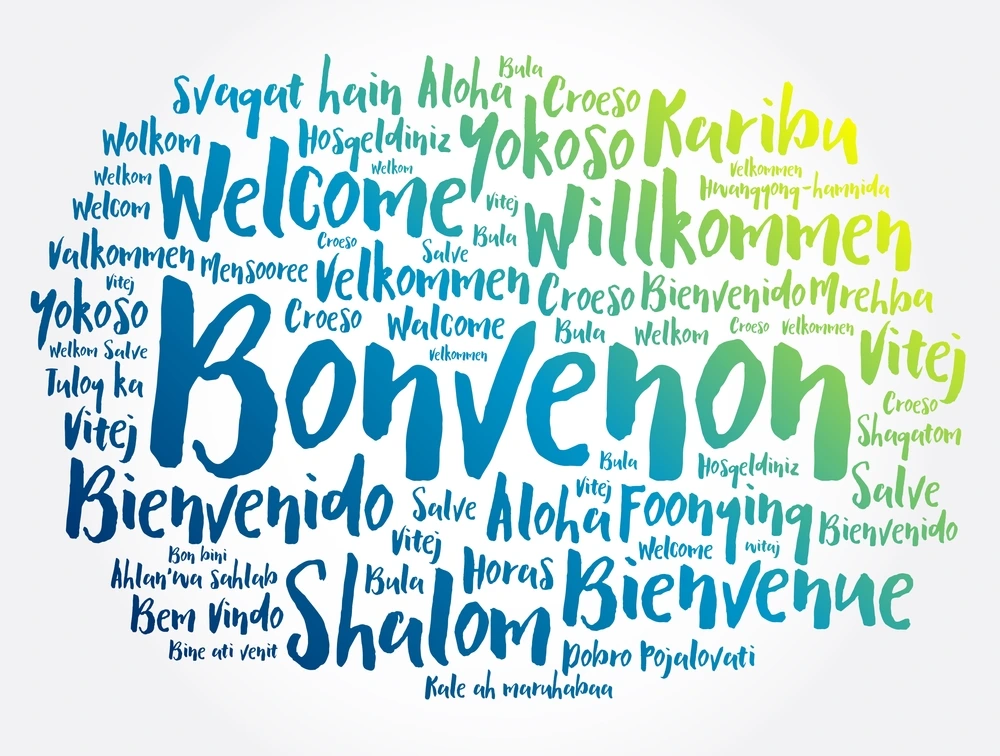 Bula
svagat hain Aloha Croeso
Karibu
Wolkom Hosgeldiniz Yokoso
Welkom Welkom Velkommen
Welcome Hwangyong-hamnida
Welcom Vitej Willkommen
Croeso Bula
Valkommen Salve
Mensooree Velkommen
Vitej Croeso Bienvenido Mrehba
Yokoso Croeso Walcome Bula Welkom Croeso Velkommen
Welkom Salve Velkommen Vitej
Bonvenon
Tuloy ka Croeso
Vitej Shagatom
Bula Hosgeldiniz
Bienvenido Salve Aloha Vitej Foonying Salve
Bienvenido
Vitej Welcome witaj
Bon bini
Ahlan'wa sahlab Bula Horas Bienvenue
Bem Vindo Shalom
Bine ati venit Dobro Pojalovati
Kale ah maruhabaa